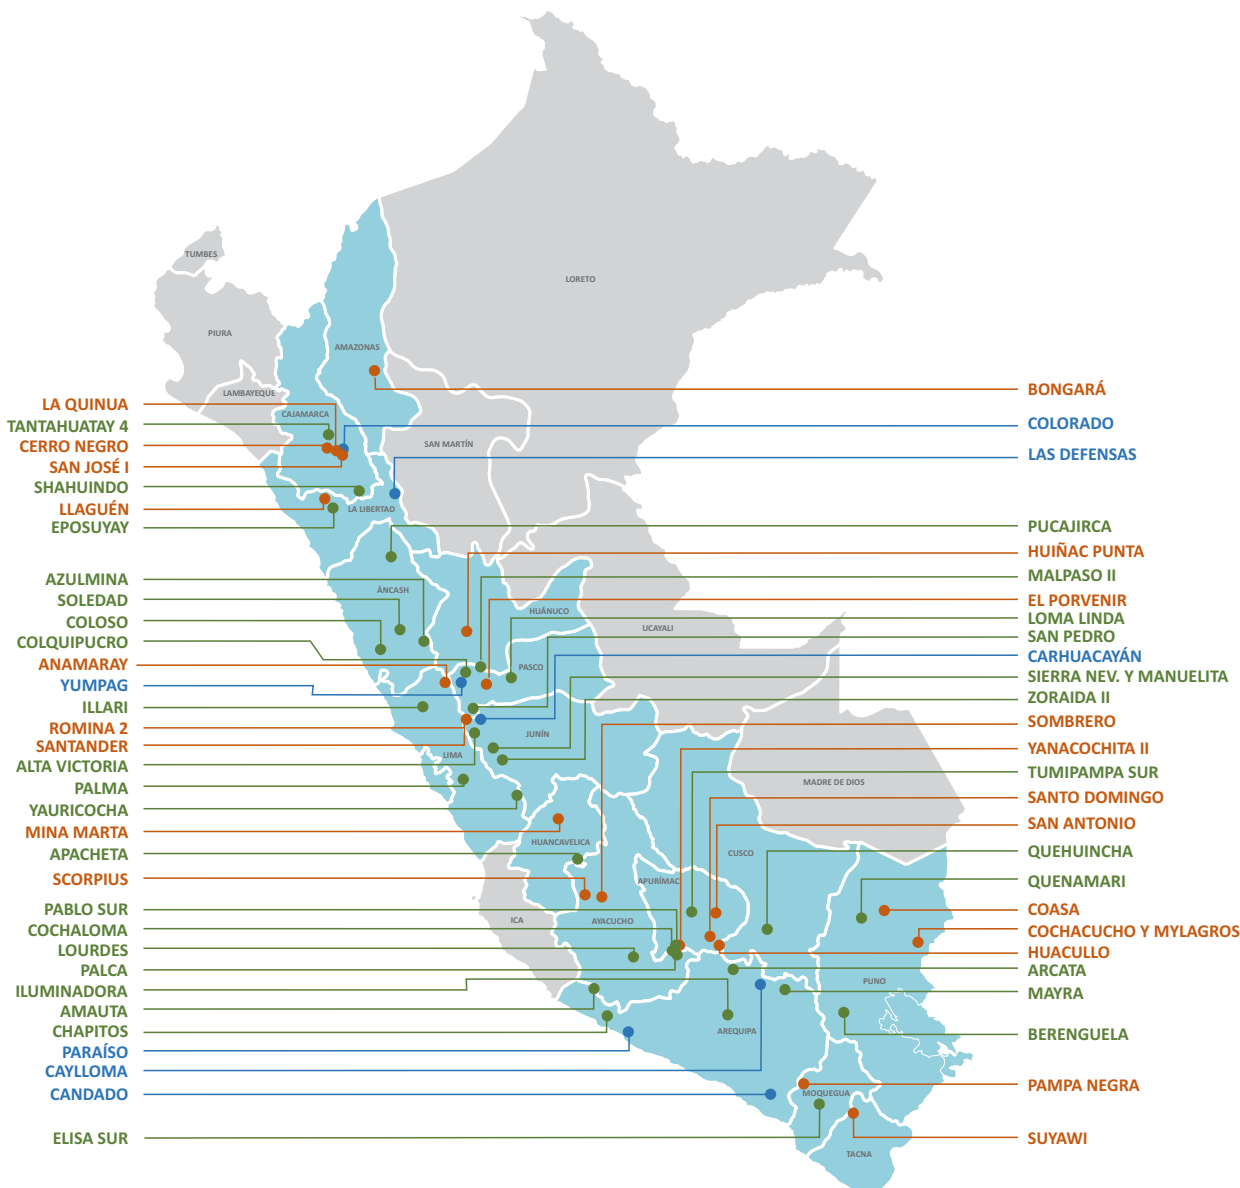 TUMBES
LORETO
PIURA
AMAZONAS
LAMBAYEQUE
CAJAMARCA
SAN MARTÍN
LA LIBERTAD
ÁNCASH
HUÁNUCO
UCAYALI
PASCO
JUNÍN
LIMA
MADRE DE DIOS
HUANCAVELICA
CUSCO
APURÍMAC
ICA
AYACUCHO
PUNO
AREQUIPA
MOQUEGUA
TACNA
LA QUINUA
TANTAHUATAY 4
CERRO NEGRO
SAN JOSÉ I
SHAHUINDO
LLAGUÉN
EPOSUYAY
AZULMINA
SOLEDAD
COLOSO
COLQUIPUCRO
ANAMARAY
YUMPAG
ILLARI
ROMINA 2
SANTANDER
ALTA VICTORIA
PALMA
YAURICOCHA
MINA MARTA
APACHETA
SCORPIUS
PABLO SUR
COCHALOMA
LOURDES
PALCA
ILUMINADORA
AMAUTA
CHAPITOS
PARAÍSO
CAYLLOMA
CANDADO
ELISA SUR
BONGARÁ
COLORADO
LAS DEFENSAS
PUCAJIRCA
HUIÑAC PUNTA
MALPASO II
EL PORVENIR
LOMA LINDA
SAN PEDRO
CARHUACAYÁN
SIERRA NEV. Y MANUELITA
ZORAIDA II
SOMBRERO
YANACOCHITA II
TUMIPAMPA SUR
SANTO DOMINGO
SAN ANTONIO
QUEHUINCHA
QUENAMARI
COASA
COCHACUCHO Y MYLAGROS
HUACULLO
ARCATA
MAYRA
BERENGUELA
PAMPA NEGRA
SUYAWI